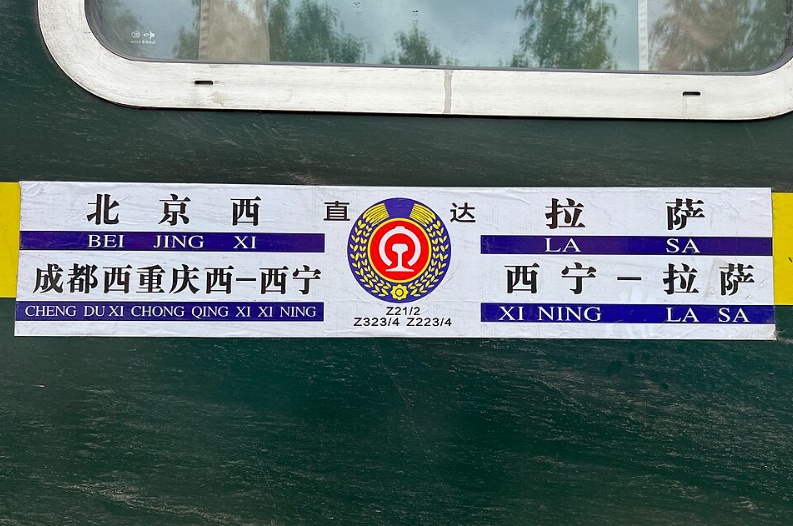 北京西 直达 拉萨
BEI JING XI LA SA
成都西重庆西–西宁 西宁–拉萨
CHENG DU XI CHONG QING XI XI NING XI NING LA SA
Z21/2
Z323/4 Z223/4